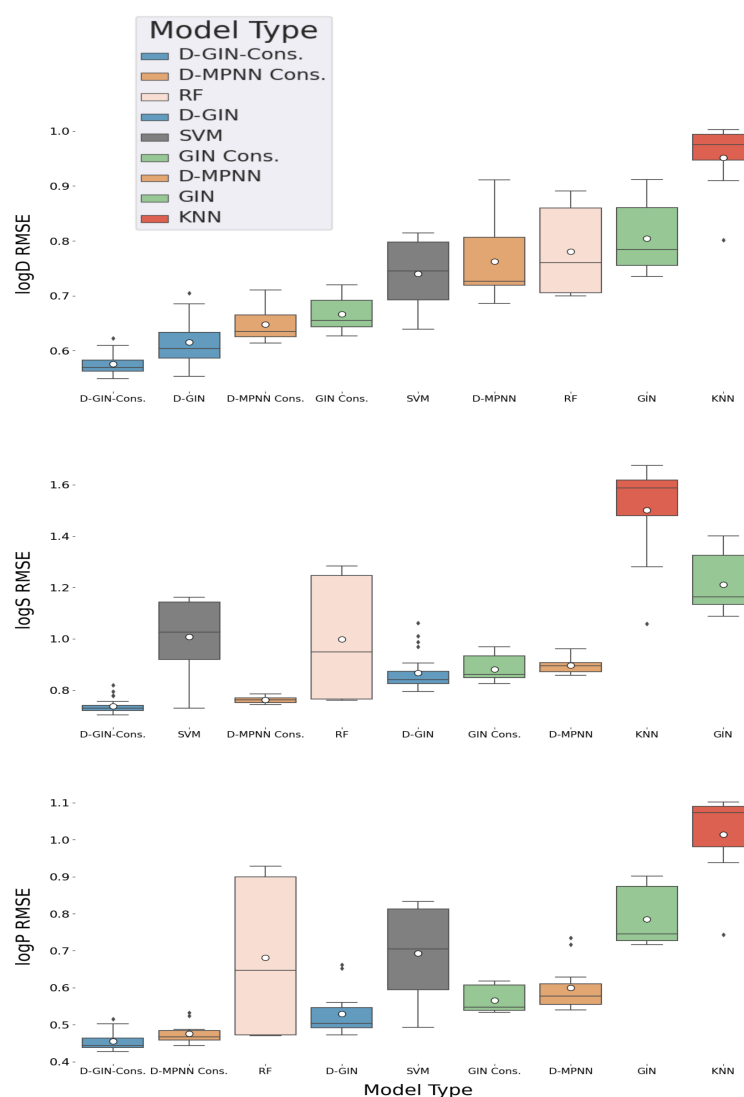 Model Type
D-GIN-Cons.
D-MPNN Cons.
RF
D-GIN
SVM
GIN Cons.
D-MPNN
GIN
KNN
logD RMSE
1.0
0.9
0.8
0.7
0.6
D-GIN-Cons. D-GIN D-MPNN Cons. GIN Cons. SVM D-MPNN RF GIN KNN
logS RMSE
1.6
1.4
1.2
1.0
0.8
D-GIN-Cons. SVM D-MPNN Cons. RF D-GIN GIN Cons. D-MPNN KNN GIN
logP RMSE
1.1
1.0
0.9
0.8
0.7
0.6
0.5
0.4
D-GIN-Cons. D-MPNN Cons. RF D-GIN SVM GIN Cons. D-MPNN GIN KNN
Model Type